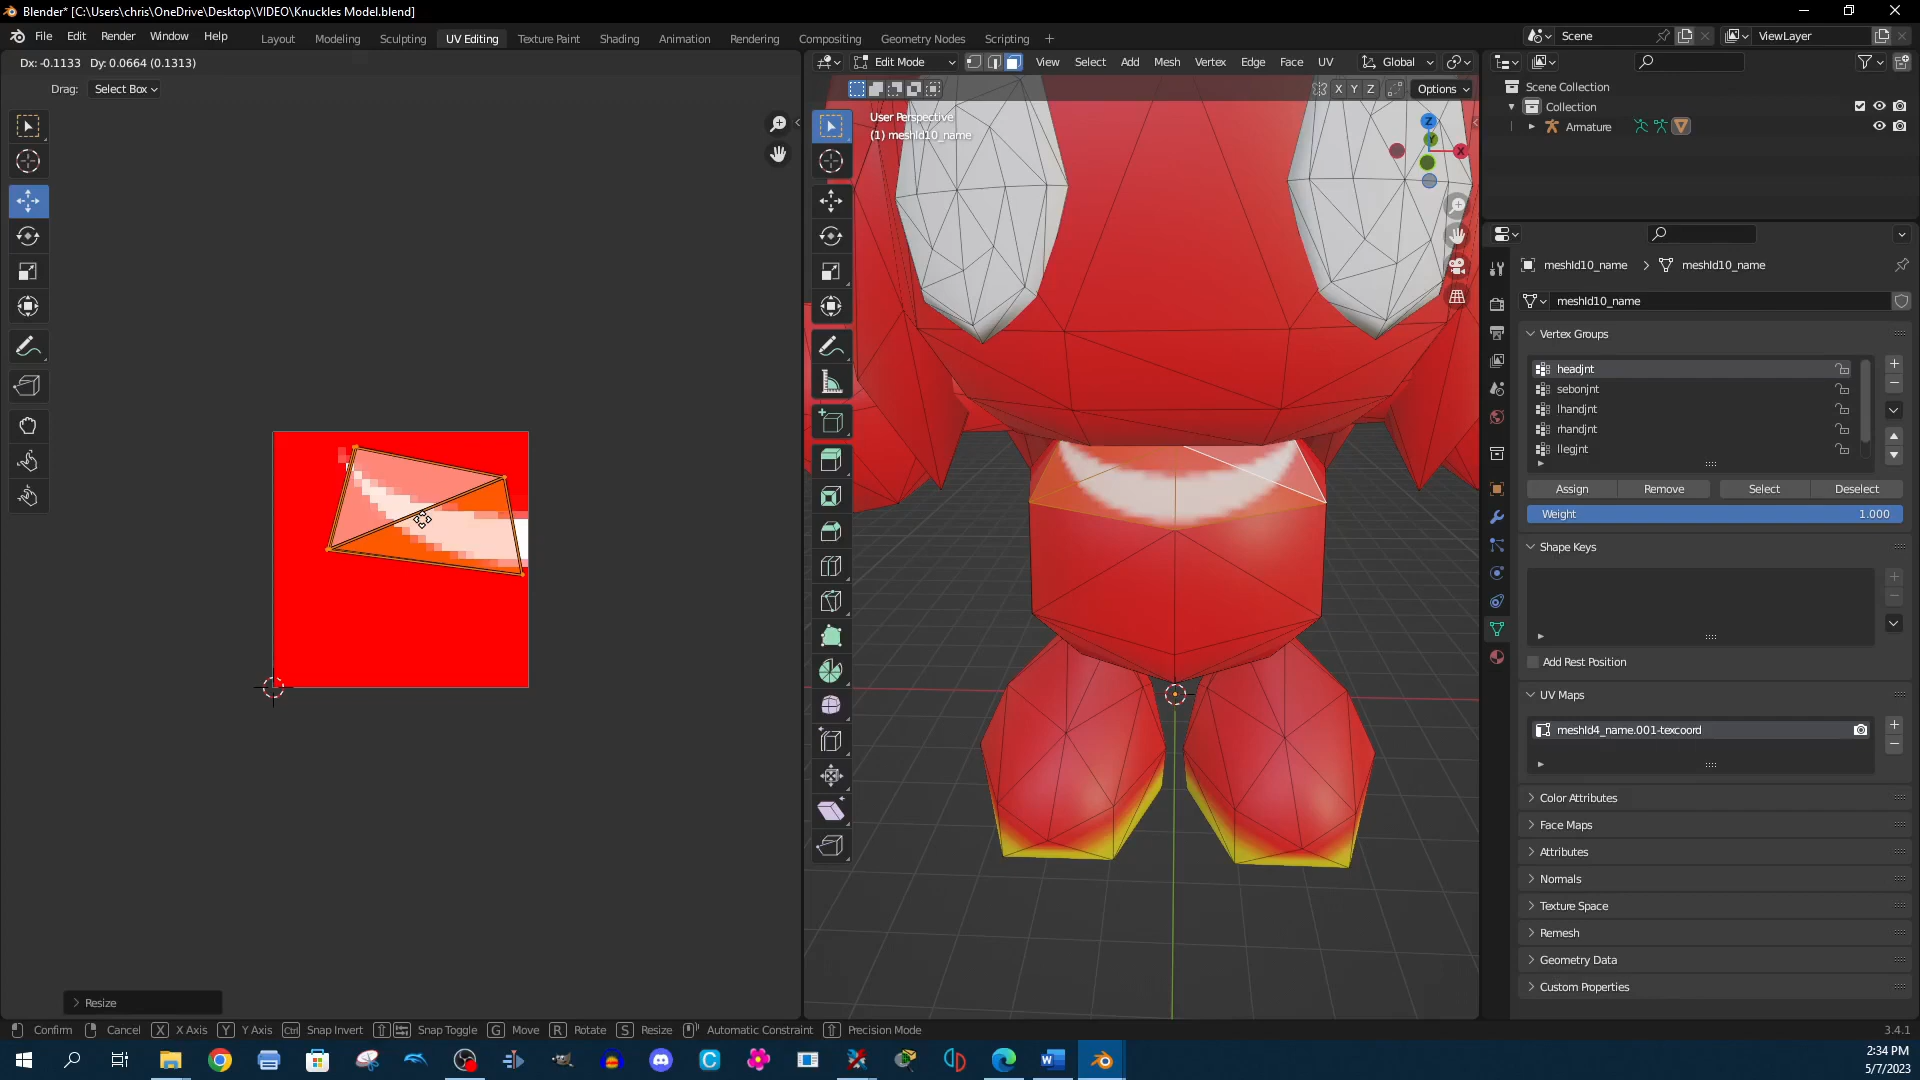 Blender* [C:\Users\chris\OneDrive\Desktop\VIDEO\Knuckles Model.blend]
File Edit Render Window Help Layout Modeling Sculpting UV Editing Texture Paint Shading Animation Rendering Compositing Geometry Nodes Scripting +
Scene ViewLayer
Dx: -0.1133 Dy: 0.0664 (0.1313)
Edit Mode View Select Add Mesh Vertex Edge Face UV Global
Drag: Select Box
X Y Z Options
User Perspective
(1) meshId10_name
Z
Y
X
Scene Collection
Collection
Armature
meshId10_name > meshId10_name
meshId10_name
Vertex Groups
headjnt
sebonjnt
lhandjnt
rhandjnt
llegjnt
Assign Remove Select Deselect
Weight 1.000
Shape Keys
Add Rest Position
UV Maps
meshId4_name.001-texcoord
Color Attributes
Face Maps
Attributes
Normals
Texture Space
Remesh
Geometry Data
Custom Properties
> Resize
Confirm Cancel X X Axis Y Y Axis Ctrl Snap Invert Snap Toggle G Move R Rotate S Resize Automatic Constraint Precision Mode 3.4.1
2:34 PM
5/7/2023